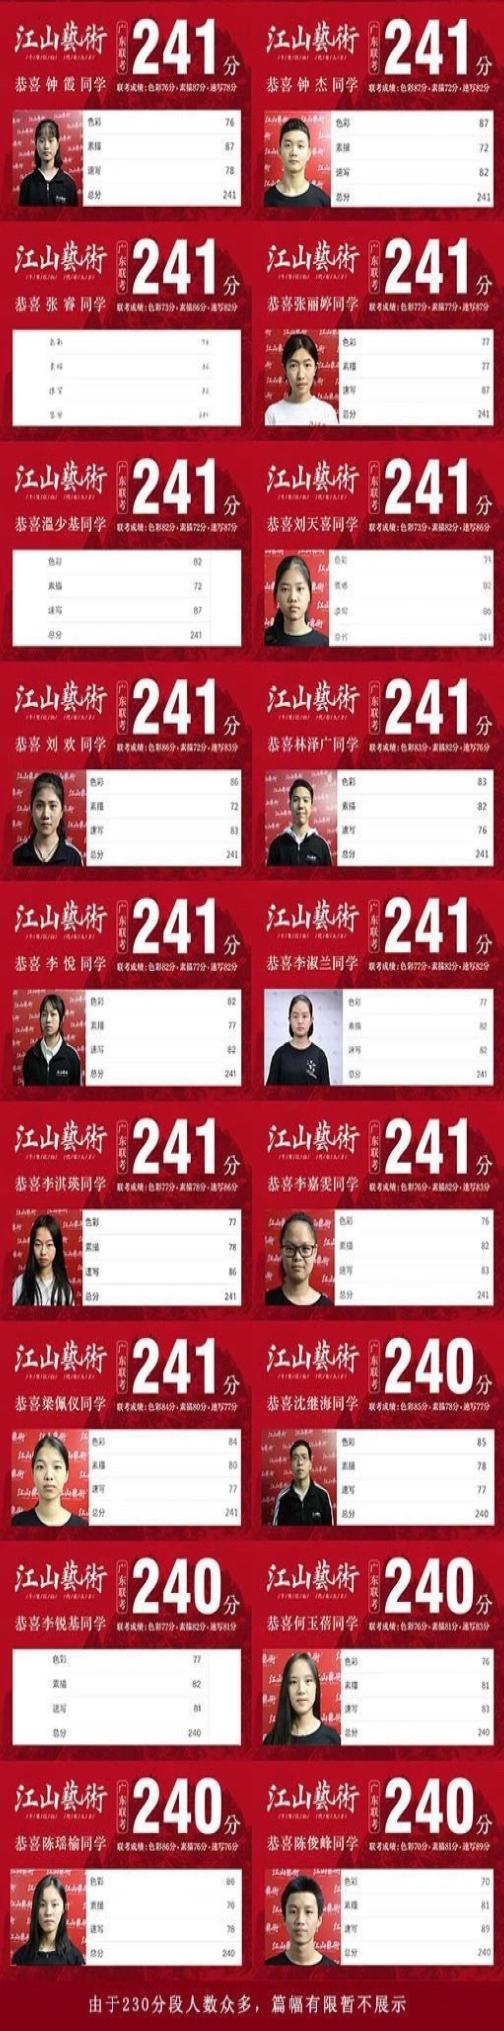 江山藝術 广东联考 241分
恭喜 钟 霞 同学 联考成绩:色彩76分,素描87分,速写78分
色彩 76
素描 87
速写 78
总分 241
江山藝術 广东联考 241分
恭喜 钟 杰 同学 联考成绩:色彩87分,素描72分,速写82分
色彩 87
素描 72
速写 82
总分 241
江山藝術 广东联考 241分
恭喜 张 睿 同学 联考成绩:色彩73分,素描86分,速写82分
色彩
素描
速写
总分 241
江山藝術 广东联考 241分
恭喜张丽婷同学 联考成绩:色彩77分,素描77分,速写87分
色彩 77
素描 77
速写 87
总分 241
江山藝術 广东联考 241分
恭喜溫少基同学 联考成绩:色彩82分,素描72分,速写87分
色彩 82
素描 72
速写 87
总分 241
江山藝術 广东联考 241分
恭喜刘天喜同学 联考成绩:色彩73分,素描82分,速写86分
色彩 73
素描 82
速写 86
总分 241
江山藝術 广东联考 241分
恭喜 刘 欢 同学 联考成绩:色彩86分,素描72分,速写83分
色彩 86
素描 72
速写 83
总分 241
江山藝術 广东联考 241分
恭喜林泽广同学 联考成绩:色彩83分,素描82分,速写76分
色彩 83
素描 82
速写 76
总分 241
江山藝術 广东联考 241分
恭喜 李 悦 同学 联考成绩:色彩82分,素描77分,速写82分
色彩 82
素描 77
速写 82
总分 241
江山藝術 广东联考 241分
恭喜李淑兰同学 联考成绩:色彩77分,素描82分,速写82分
色彩 77
素描 82
速写 82
总分 241
江山藝術 广东联考 241分
恭喜李淇瑛同学 联考成绩:色彩77分,素描78分,速写86分
色彩 77
素描 78
速写 86
总分 241
江山藝術 广东联考 241分
恭喜李嘉雯同学 联考成绩:色彩76分,素描82分,速写83分
色彩 76
素描 82
速写 83
总分 241
江山藝術 广东联考 241分
恭喜梁佩仪同学 联考成绩:色彩84分,素描80分,速写77分
色彩 84
素描 80
速写 77
总分 241
江山藝術 广东联考 240分
恭喜沈继海同学 联考成绩:色彩85分,素描78分,速写77分
色彩 85
素描 78
速写 77
总分 240
江山藝術 广东联考 240分
恭喜李锐基同学 联考成绩:色彩77分,素描82分,速写81分
色彩 77
素描 82
速写 81
总分 240
江山藝術 广东联考 240分
恭喜何玉蓓同学 联考成绩:色彩76分,素描81分,速写83分
色彩 76
素描 81
速写 83
总分 240
江山藝術 广东联考 240分
恭喜陈瑶愉同学 联考成绩:色彩86分,素描76分,速写76分
色彩 86
素描 76
速写 78
总分 240
江山藝術 广东联考 240分
恭喜陈俊峰同学 联考成绩:色彩70分,素描81分,速写89分
色彩 70
素描 81
速写 89
总分 240
由于230分段人数众多,篇幅有限暂不展示